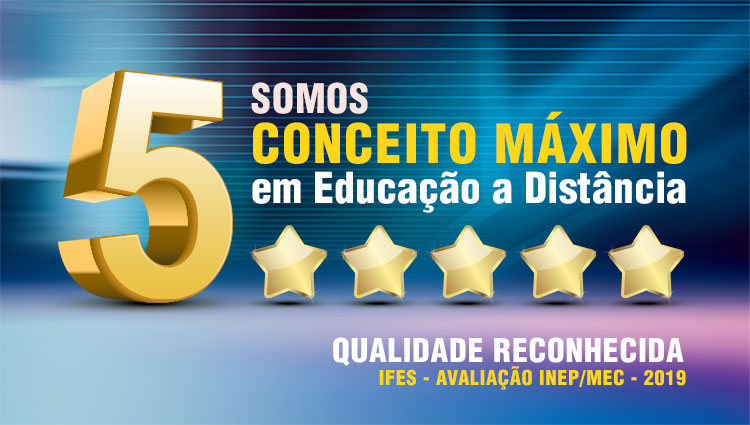 5
SOMOS
CONCEITO MÁXIMO
em Educação a Distância
QUALIDADE RECONHECIDA
IFES - AVALIAÇÃO INEP/MEC - 2019